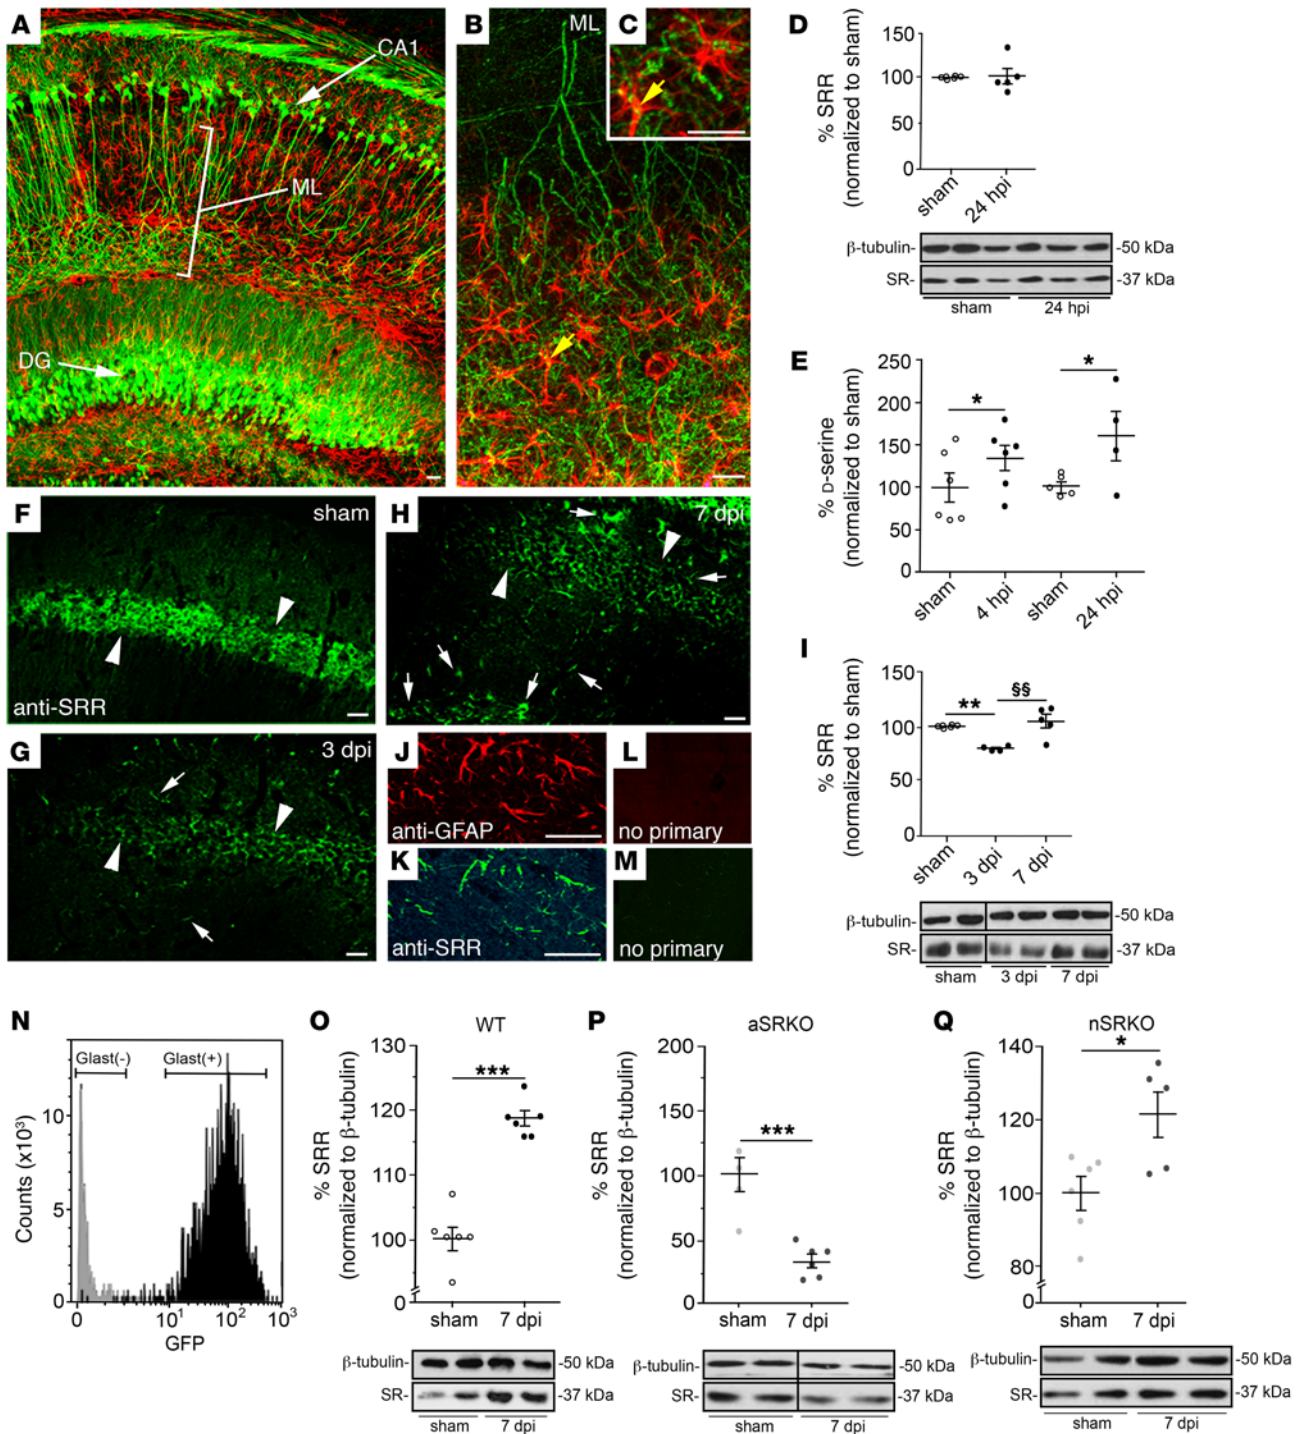 A
CA1
ML
DG
B
ML
C
D
% SRR
(normalized to sham)
150
100
50
0
sham
24 hpi
β-tubulin-
-50 kDa
SR-
-37 kDa
sham
24 hpi
E
% D-serine
(normalized to sham)
250
200
150
100
50
0
*
*
sham
4 hpi
sham
24 hpi
F
sham
anti-SRR
G
3 dpi
H
7 dpi
J
anti-GFAP
K
anti-SRR
L
no primary
M
no primary
I
% SRR
(normalized to sham)
150
100
50
0
**
§§
sham
3 dpi
7 dpi
β-tubulin-
-50 kDa
SR-
-37 kDa
sham
3 dpi
7 dpi
N
Glast(-)
Glast(+)
Counts (x10³)
10
5
0
0
10¹
10²
10³
GFP
O
WT
% SRR
(normalized to β-tubulin)
130
120
110
100
0
***
sham
7 dpi
β-tubulin-
-50 kDa
SR-
-37 kDa
sham
7 dpi
P
aSRKO
% SRR
(normalized to β-tubulin)
200
150
100
50
0
***
sham
7 dpi
β-tubulin-
-50 kDa
SR-
-37 kDa
sham
7 dpi
Q
nSRKO
% SRR
(normalized to β-tubulin)
140
120
100
80
0
*
sham
7 dpi
β-tubulin-
-50 kDa
SR-
-37 kDa
sham
7 dpi